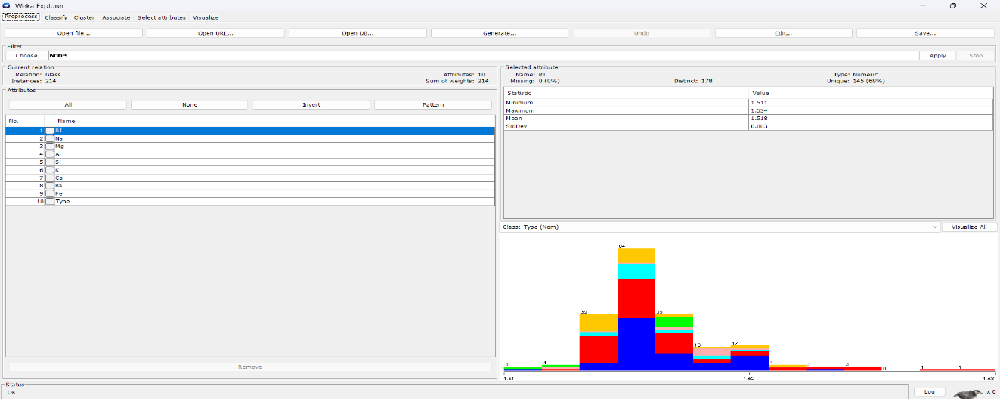 Weka Explorer
Preprocess Classify Cluster Associate Select attributes Visualize
Open file... Open URL... Open DB... Generate... Undo Edit... Save...
Filter
Choose None Apply Stop
Current relation
Relation: Glass Attributes: 10
Instances: 214 Sum of weights: 214
Attributes
All None Invert Pattern
No. Name
1 RI
2 Na
3 Mg
4 Al
5 Si
6 K
7 Ca
8 Ba
9 Fe
10 Type
Remove
Selected attribute
Name: RI Type: Numeric
Missing: 0 (0%) Distinct: 178 Unique: 145 (68%)
Statistic Value
Minimum 1.511
Maximum 1.534
Mean 1.518
StdDev 0.003
Class: Type (Nom) Visualize All
84
39 39
16 17
3 4 4 3 3 0 1 1
1.51 1.52 1.53
Status
OK Log x 0